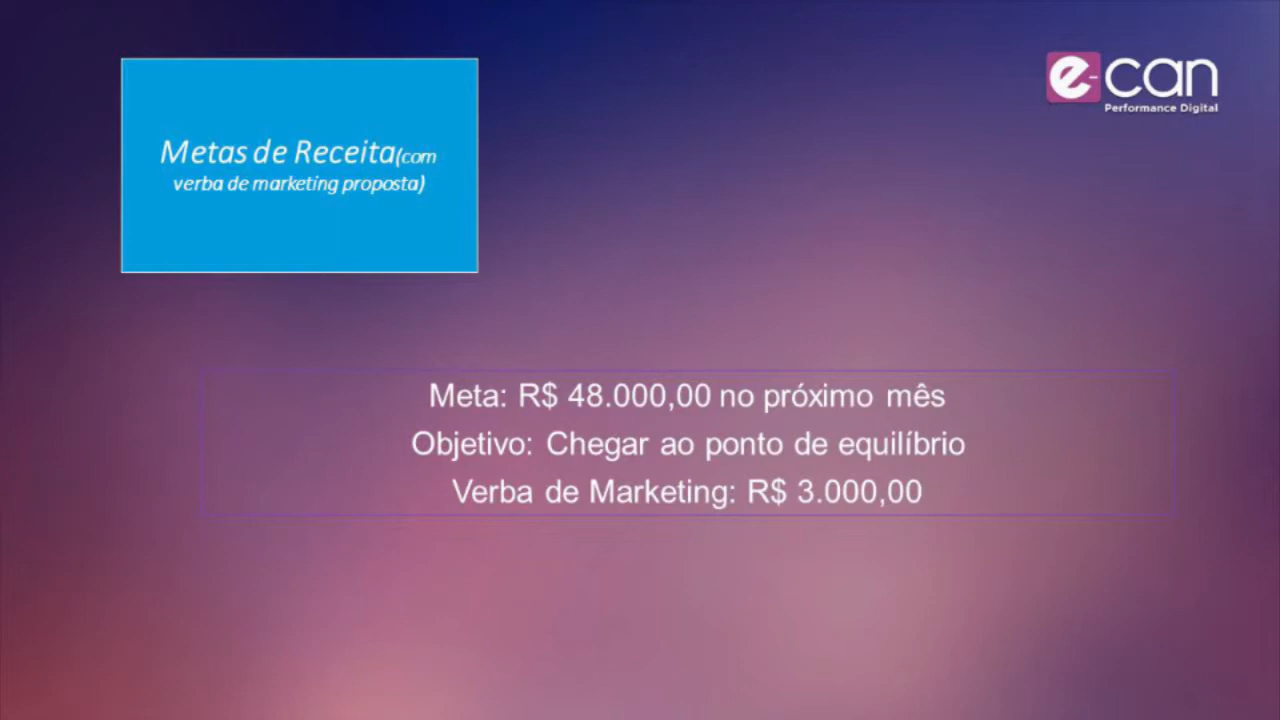 Metas de Receita(com
verba de marketing proposta)
e-can
Performance Digital
Meta: R$ 48.000,00 no próximo mês
Objetivo: Chegar ao ponto de equilíbrio
Verba de Marketing: R$ 3.000,00